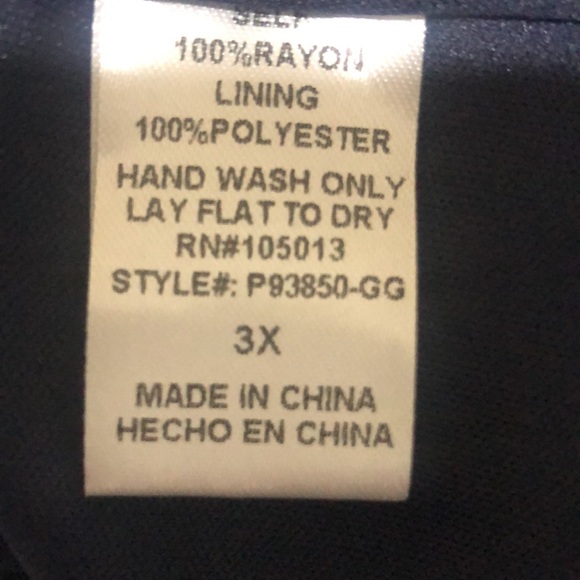 SELF
100%RAYON
LINING
100%POLYESTER
HAND WASH ONLY
LAY FLAT TO DRY
RN#105013
STYLE#: P93850-GG
3X
MADE IN CHINA
HECHO EN CHINA